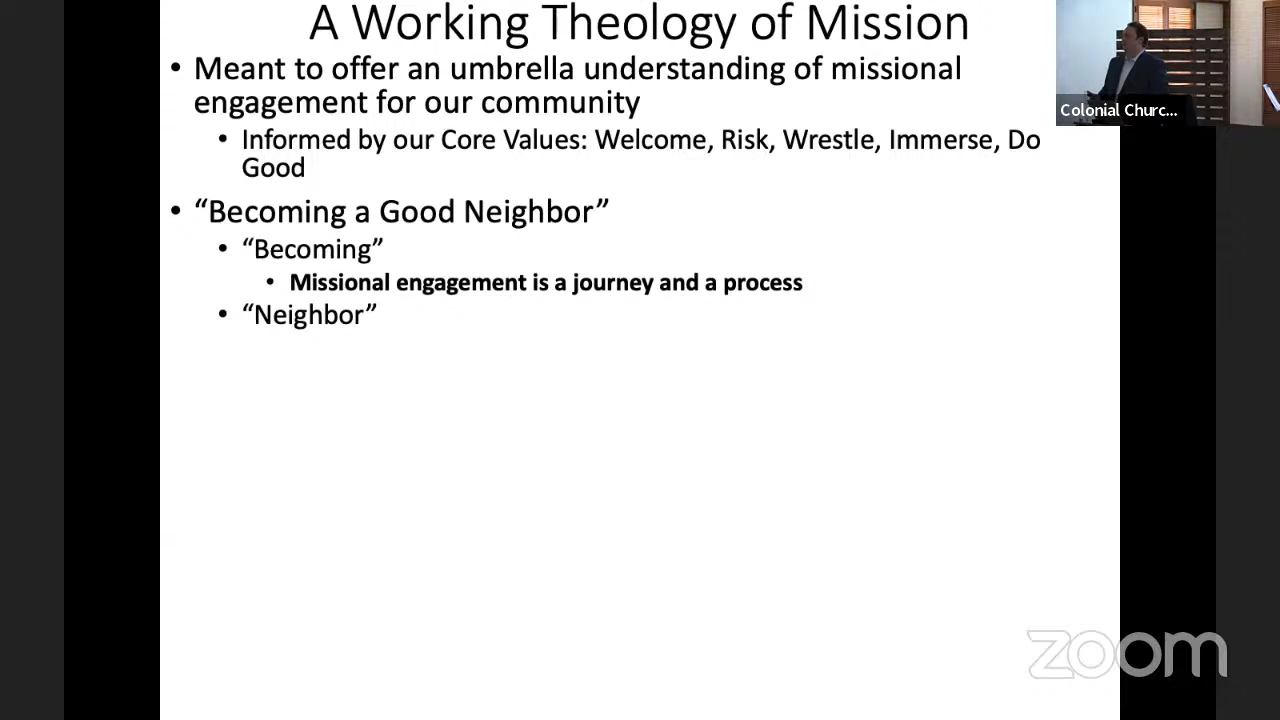 A Working Theology of Mission
• Meant to offer an umbrella understanding of missional
engagement for our community
• Informed by our Core Values: Welcome, Risk, Wrestle, Immerse, Do
Good
• “Becoming a Good Neighbor”
• “Becoming”
• Missional engagement is a journey and a process
• “Neighbor”
Colonial Churc...
zoom